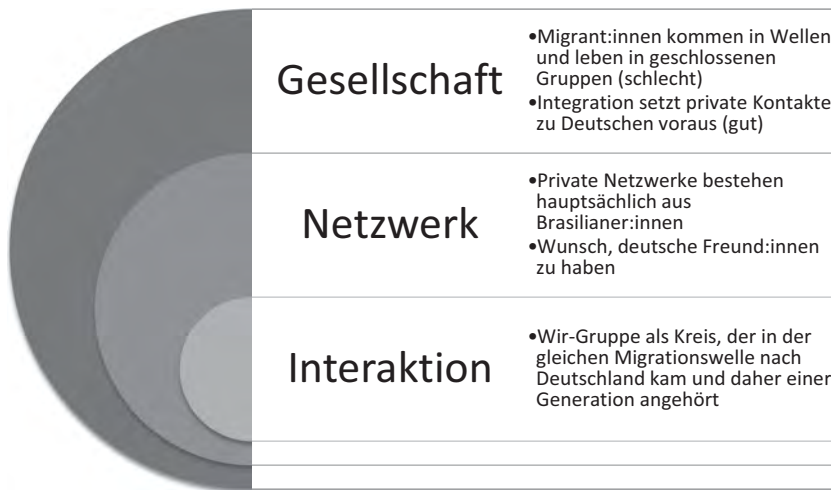 Gesellschaft
•Migrant:innen kommen in Wellen
und leben in geschlossenen
Gruppen (schlecht)
•Integration setzt private Kontakte
zu Deutschen voraus (gut)
Netzwerk
•Private Netzwerke bestehen
hauptsächlich aus
Brasilianer:innen
•Wunsch, deutsche Freund:innen
zu haben
Interaktion
•Wir-Gruppe als Kreis, der in der
gleichen Migrationswelle nach
Deutschland kam und daher einer
Generation angehört